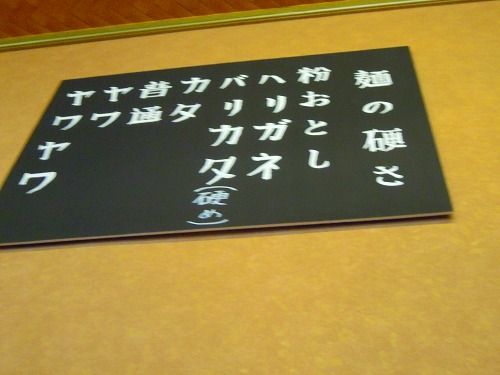 麺の硬さ
粉おとし
ハリガネ
バリカタ(硬め)
カタ
普通
ヤワ
ヤワヤワ